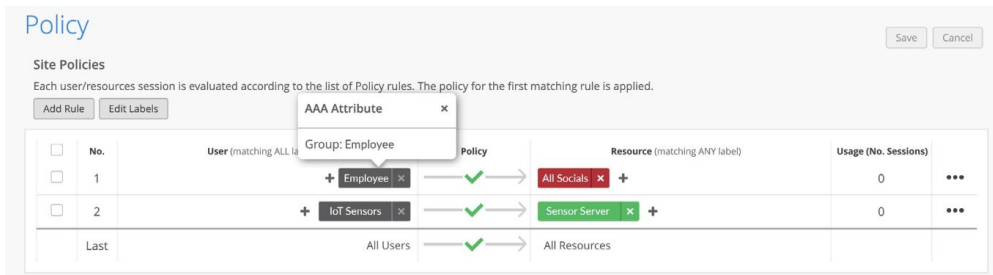 Policy
Save Cancel
Site Policies
Each user/resources session is evaluated according to the list of Policy rules. The policy for the first matching rule is applied.
Add Rule Edit Labels
AAA Attribute ×
Group: Employee
No. User (matching ALL la Policy Resource (matching ANY label) Usage (No. Sessions)
1 + Employee × All Socials × + 0 •••
2 + IoT Sensors × Sensor Server × + 0 •••
Last All Users All Resources